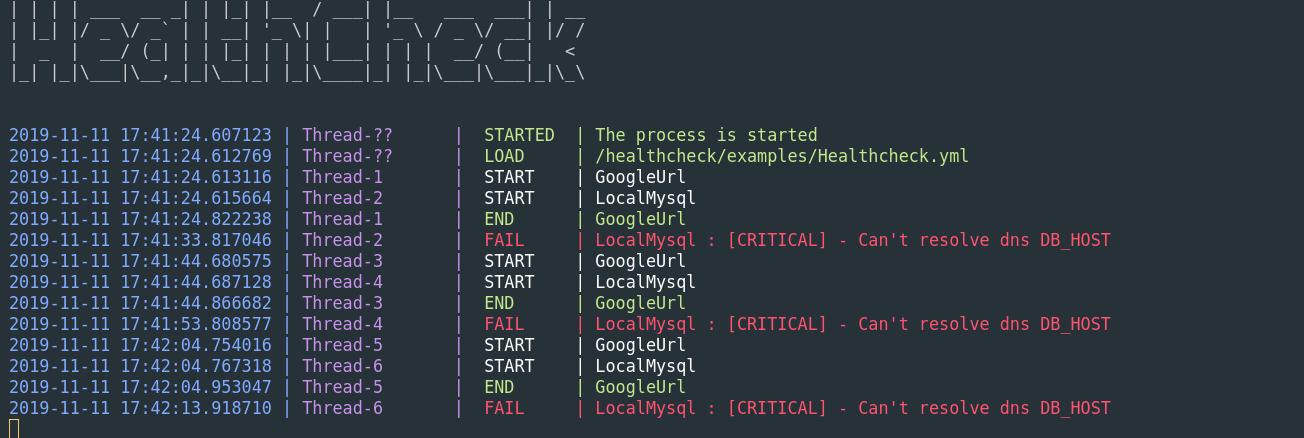 HealthCheck
2019-11-11 17:41:24.607123 | Thread-?? | STARTED | The process is started
2019-11-11 17:41:24.612769 | Thread-?? | LOAD | /healthcheck/examples/Healthcheck.yml
2019-11-11 17:41:24.613116 | Thread-1 | START | GoogleUrl
2019-11-11 17:41:24.615664 | Thread-2 | START | LocalMysql
2019-11-11 17:41:24.822238 | Thread-1 | END | GoogleUrl
2019-11-11 17:41:33.817046 | Thread-2 | FAIL | LocalMysql : [CRITICAL] - Can't resolve dns DB_HOST
2019-11-11 17:41:44.680575 | Thread-3 | START | GoogleUrl
2019-11-11 17:41:44.687128 | Thread-4 | START | LocalMysql
2019-11-11 17:41:44.866682 | Thread-3 | END | GoogleUrl
2019-11-11 17:41:53.808577 | Thread-4 | FAIL | LocalMysql : [CRITICAL] - Can't resolve dns DB_HOST
2019-11-11 17:42:04.754016 | Thread-5 | START | GoogleUrl
2019-11-11 17:42:04.767318 | Thread-6 | START | LocalMysql
2019-11-11 17:42:04.953047 | Thread-5 | END | GoogleUrl
2019-11-11 17:42:13.918710 | Thread-6 | FAIL | LocalMysql : [CRITICAL] - Can't resolve dns DB_HOST